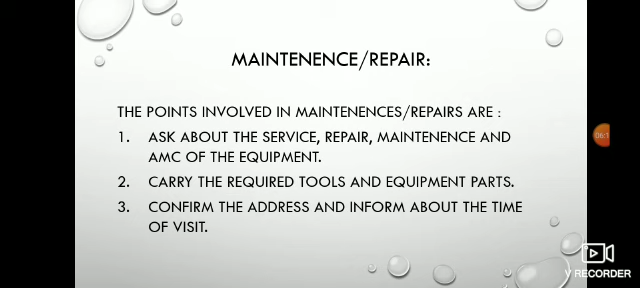 MAINTENENCE/REPAIR:
THE POINTS INVOLVED IN MAINTENENCES/REPAIRS ARE :
1. ASK ABOUT THE SERVICE, REPAIR, MAINTENENCE AND
AMC OF THE EQUIPMENT.
2. CARRY THE REQUIRED TOOLS AND EQUIPMENT PARTS.
3. CONFIRM THE ADDRESS AND INFORM ABOUT THE TIME
OF VISIT.
V RECORDER